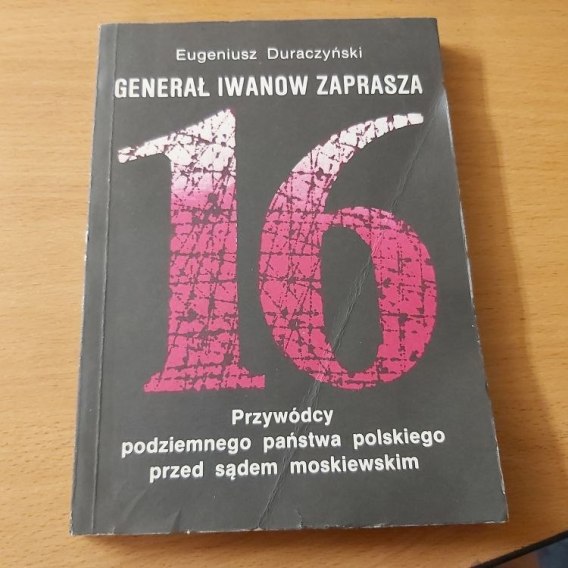 Eugeniusz Duraczyński
GENERAŁ IWANOW ZAPRASZA
16
Przywódcy
podziemnego państwa polskiego
przed sądem moskiewskim